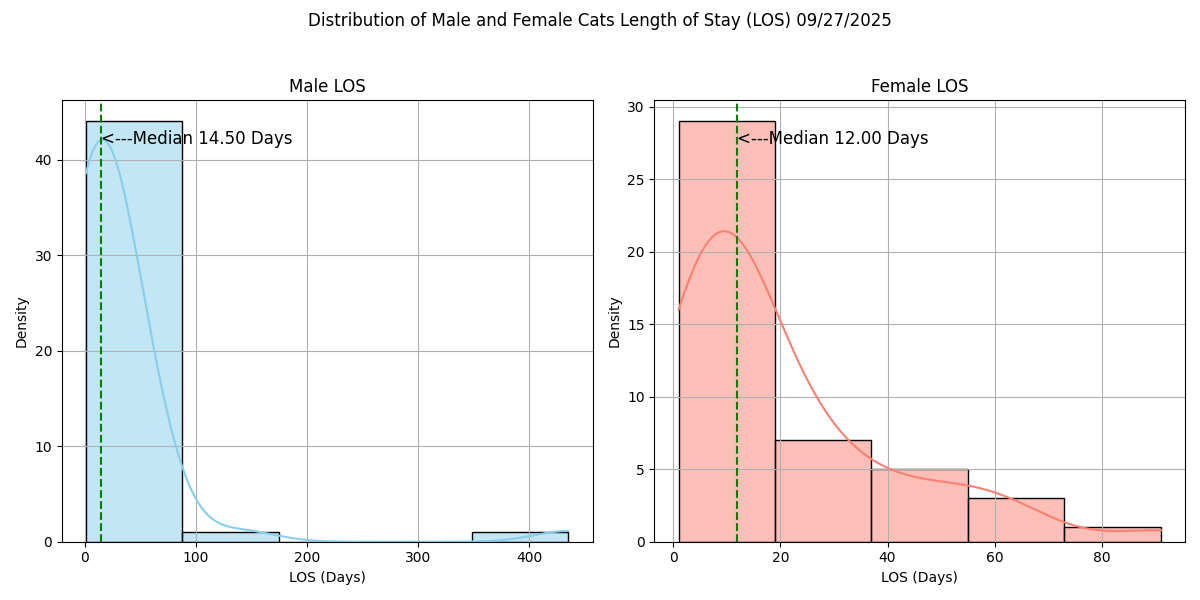 Distribution of Male and Female Cats Length of Stay (LOS) 09/27/2025
Male LOS
Density
40
30
20
10
0
<---Median 14.50 Days
0 100 200 300 400
LOS (Days)
Female LOS
Density
30
25
20
15
10
5
0
<---Median 12.00 Days
0 20 40 60 80
LOS (Days)